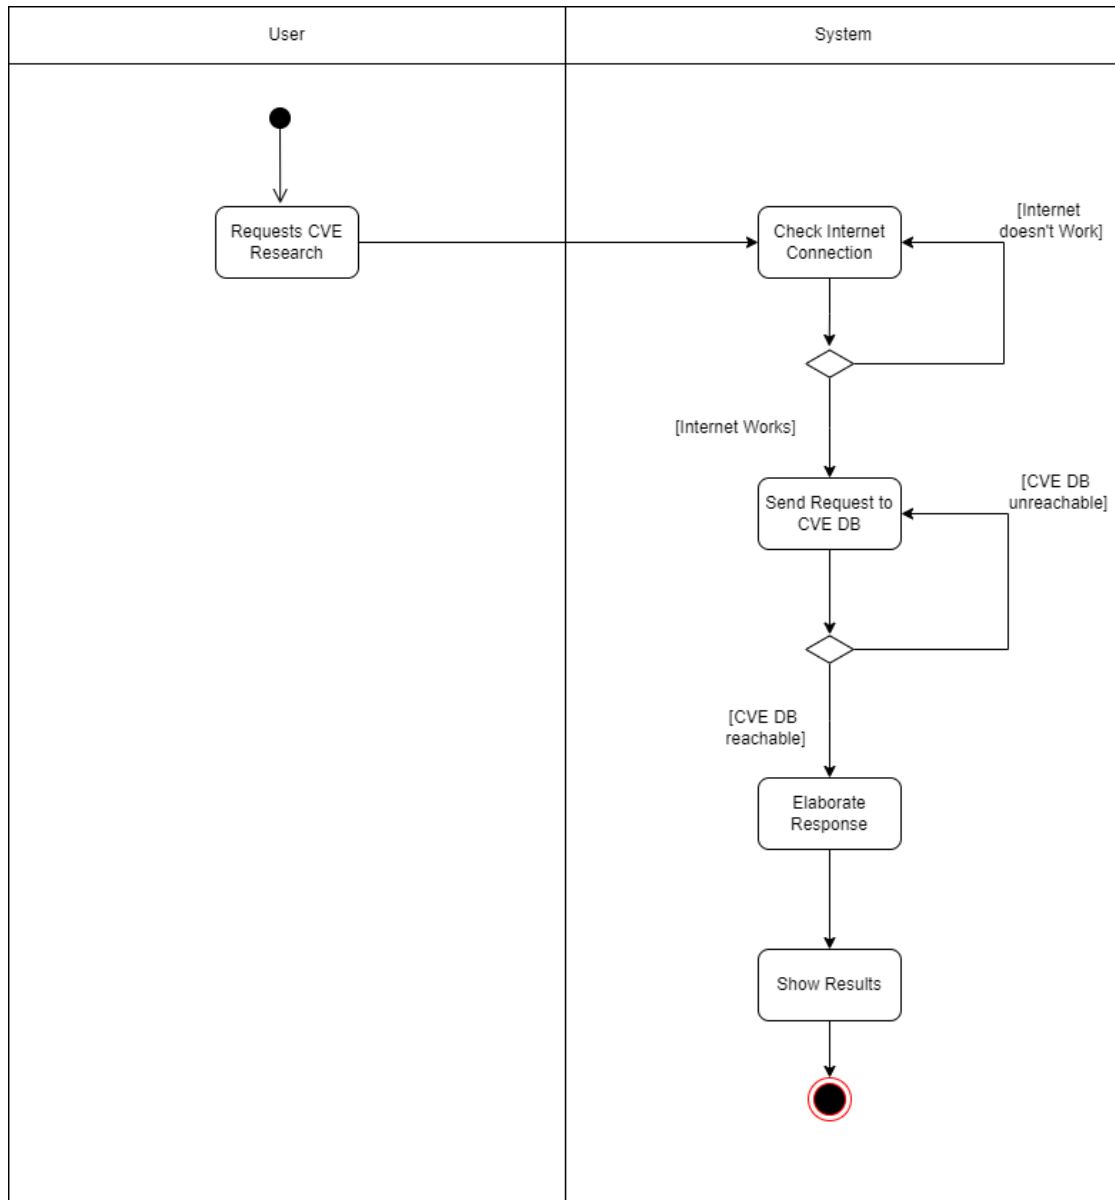 User
System
Requests CVE
Research
Check Internet
Connection
[Internet
doesn't Work]
[Internet Works]
Send Request to
CVE DB
[CVE DB
unreachable]
[CVE DB
reachable]
Elaborate
Response
Show Results